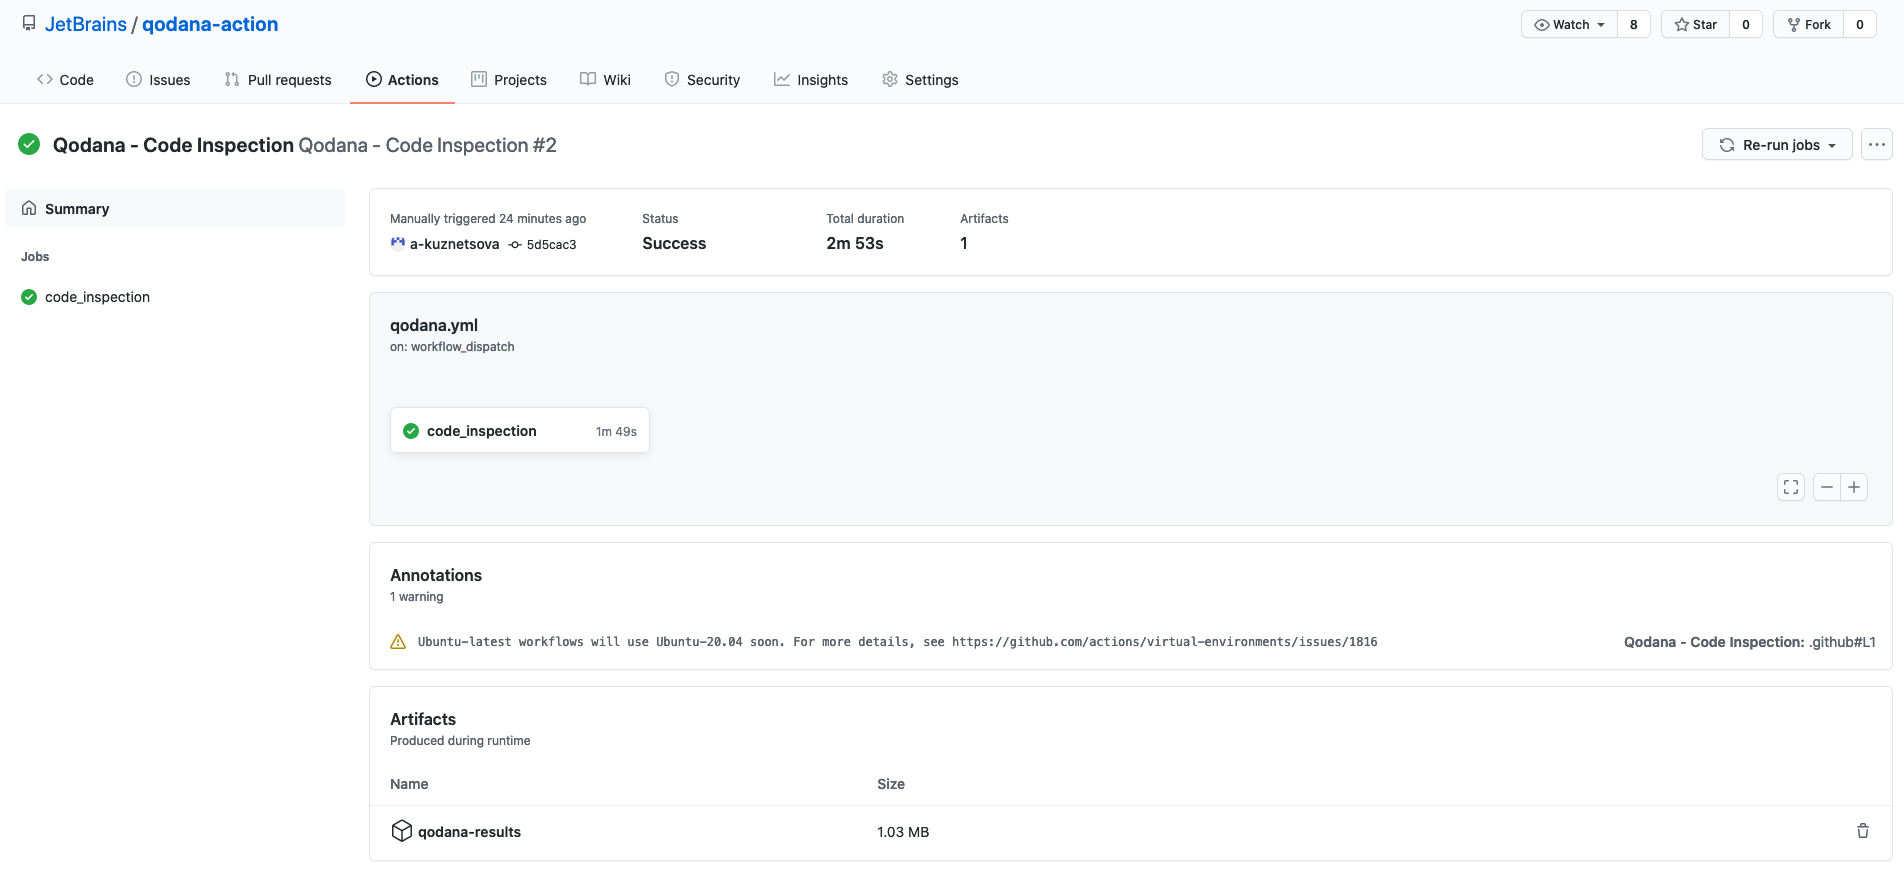 JetBrains / qodana-action
Watch 8 Star 0 Fork 0
Code Issues Pull requests Actions Projects Wiki Security Insights Settings
Qodana - Code Inspection Qodana - Code Inspection #2
Re-run jobs
Summary
Jobs
code_inspection
Manually triggered 24 minutes ago Status Total duration Artifacts
a-kuznetsova 5d5cac3 Success 2m 53s 1
qodana.yml
on: workflow_dispatch
code_inspection 1m 49s
Annotations
1 warning
Ubuntu-latest workflows will use Ubuntu-20.04 soon. For more details, see https://github.com/actions/virtual-environments/issues/1816 Qodana - Code Inspection: .github#L1
Artifacts
Produced during runtime
Name Size
qodana-results 1.03 MB